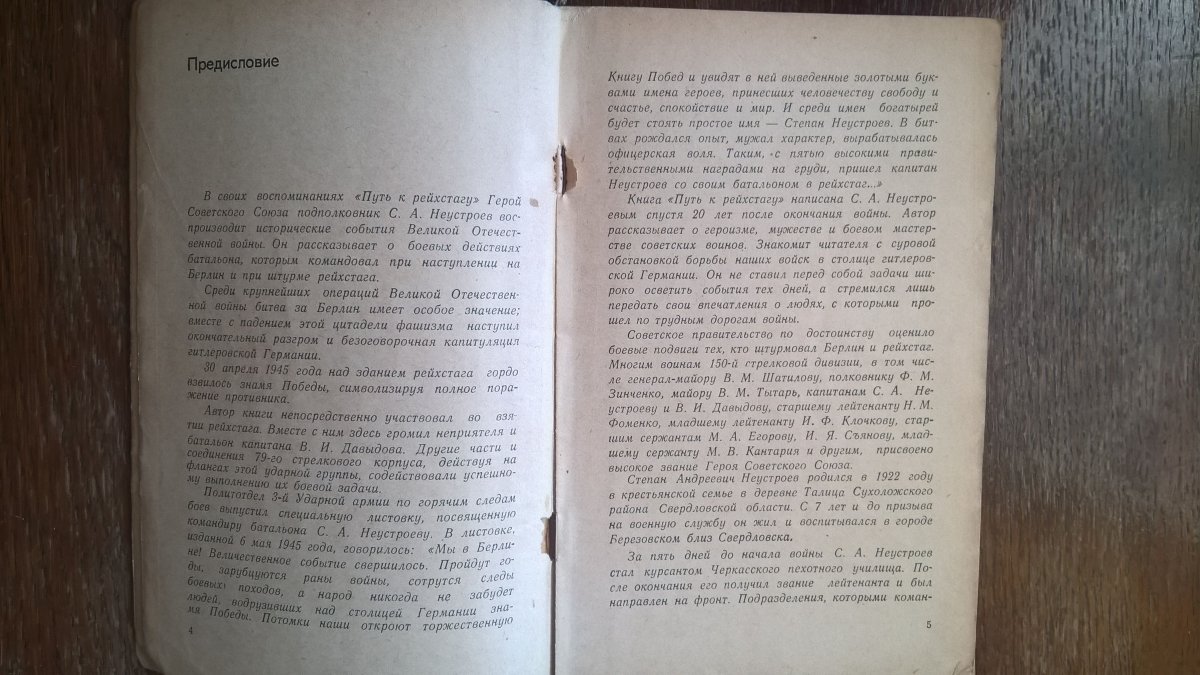 Предисловие
В своих воспоминаниях «Путь к рейхстагу» Герой
Советского Союза подполковник С. А. Неустроев вос-
производит исторические события Великой Отечест-
венной войны. Он рассказывает о боевых действиях
батальона, которым командовал при наступлении на
Берлин и при штурме рейхстага.
Среди крупнейших операций Великой Отечествен-
ной войны битва за Берлин имеет особое значение;
вместе с падением этой цитадели фашизма наступил
окончательный разгром и безоговорочная капитуляция
гитлеровской Германии.
30 апреля 1945 года над зданием рейхстага гордо
взвилось знамя Победы, символизируя полное пора-
жение противника.
Автор книги непосредственно участвовал во взя-
тии рейхстага. Вместе с ним здесь громил неприятеля и
батальон капитана В. И. Давыдова. Другие части и
соединения 79-го стрелкового корпуса, действуя на
флангах этой ударной группы, содействовали успешно-
му выполнению их боевой задачи.
Политотдел 3-й Ударной армии по горячим следам
боев выпустил специальную листовку, посвященную
командиру батальона С. А. Неустроеву. В листовке,
изданной 6 мая 1945 года, говорилось: «Мы в Берли-
не! Величественное событие свершилось. Пройдут го-
ды, зарубцуются раны войны, сотрутся следы
боевых походов, а народ никогда не забудет
людей, водрузивших над столицей Германии зна-
мя Победы. Потомки наши откроют торжественную
4
Книгу Побед и увидят в ней выведенные золотыми бук-
вами имена героев, принесших человечеству свободу и
счастье, спокойствие и мир. И среди имен богатырей
будет стоять простое имя — Степан Неустроев. В бит-
вах рождался опыт, мужал характер, вырабатывалась
офицерская воля. Таким, с пятью высокими прави-
тельственными наградами на груди, пришел капитан
Неустроев со своим батальоном в рейхстаг...»
Книга «Путь к рейхстагу» написана С. А. Неустро-
евым спустя 20 лет после окончания войны. Автор
рассказывает о героизме, мужестве и боевом мастер-
стве советских воинов. Знакомит читателя с суровой
обстановкой борьбы наших войск в столице гитлеров-
ской Германии. Он не ставил перед собой задачи ши-
роко осветить события тех дней, а стремился лишь
передать свои впечатления о людях, с которыми про-
шел по трудным дорогам войны.
Советское правительство по достоинству оценило
боевые подвиги тех, кто штурмовал Берлин и рейхстаг.
Многим воинам 150-й стрелковой дивизии, в том чис-
ле генерал-майору В. М. Шатилову, полковнику Ф. М.
Зинченко, майору В. М. Тытарь, капитанам С. А. Не-
устроеву и В. И. Давыдову, старшему лейтенанту Н. М.
Фоменко, младшему лейтенанту И. Ф. Клочкову, стар-
шим сержантам М. А. Егорову, И. Я. Съянову, млад-
шему сержанту М. В. Кантария и другим, присвоено
высокое звание Героя Советского Союза.
Степан Андреевич Неустроев родился в 1922 году
в крестьянской семье в деревне Талица Сухоложского
района Свердловской области. С 7 лет и до призыва
на военную службу он жил и воспитывался в городе
Березовском близ Свердловска.
За пять дней до начала войны С. А. Неустроев
стал курсантом Черкасского пехотного училища. По-
сле окончания его получил звание лейтенанта и был
направлен на фронт. Подразделения, которыми коман-
5